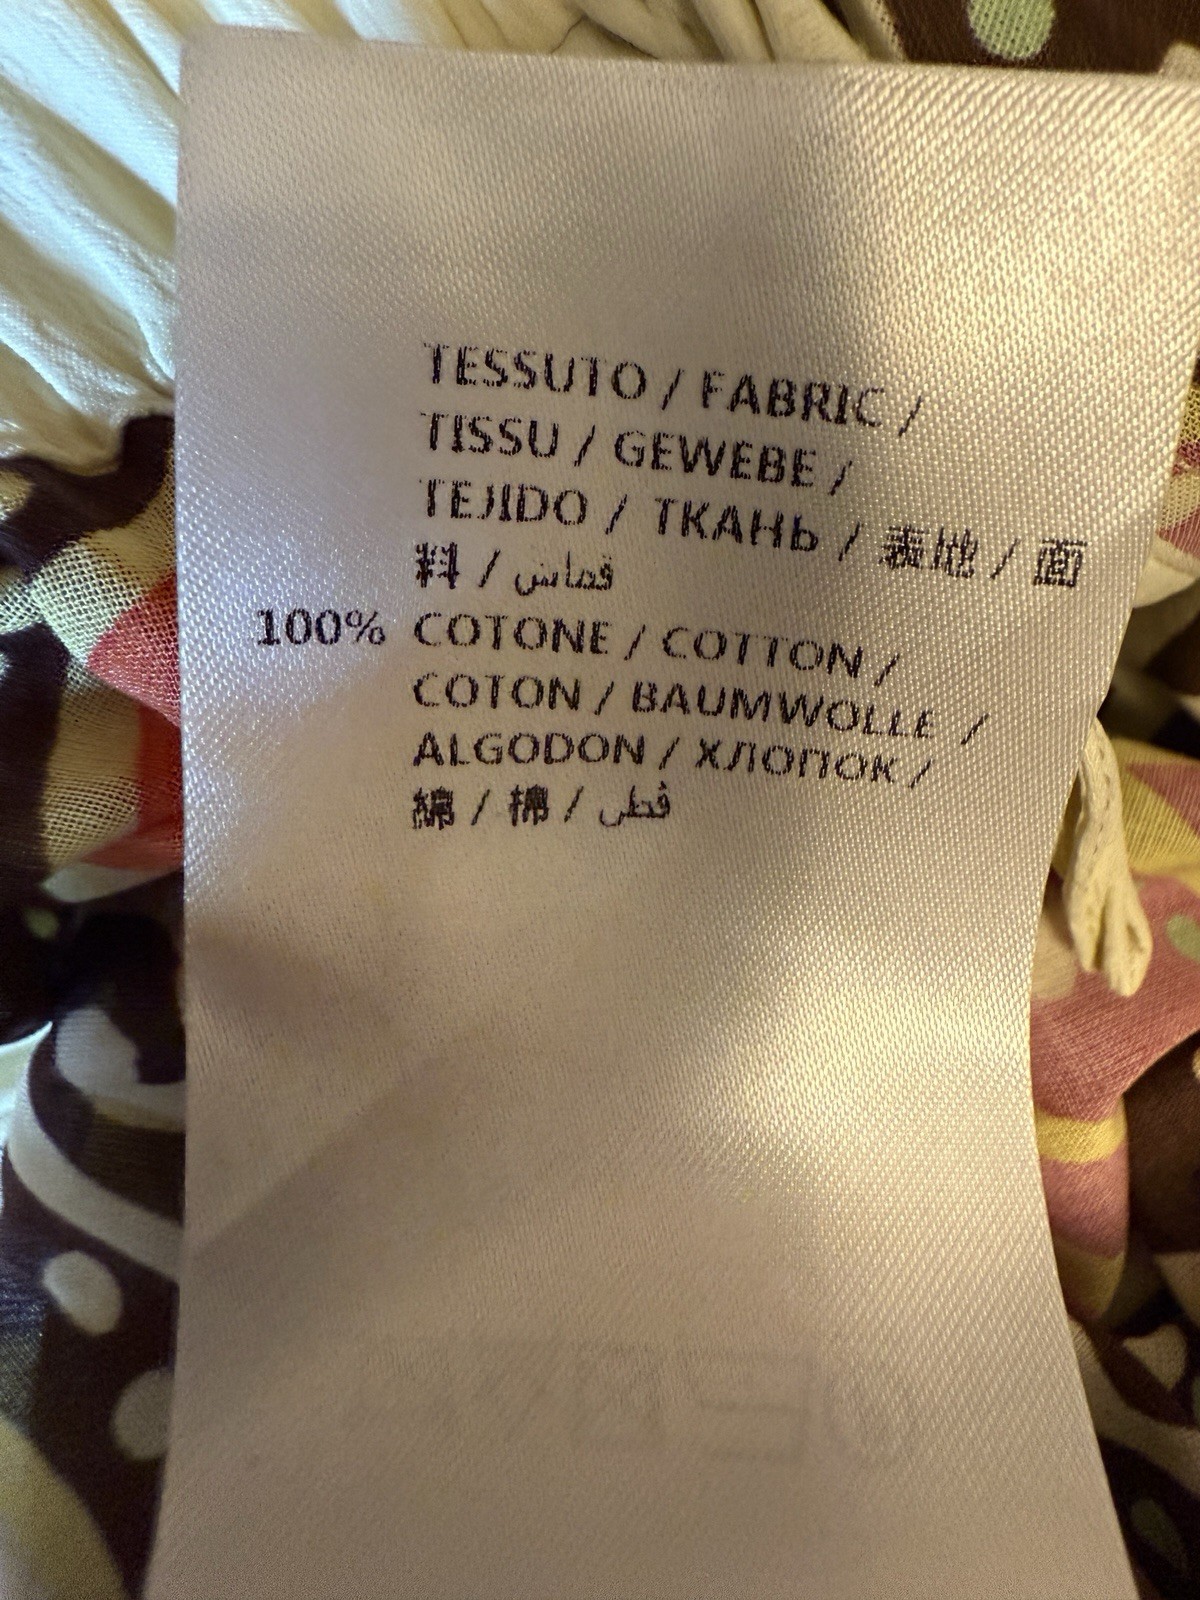 TESSUTO / FABRIC /
TISSU / GEWEBE /
TEJIDO / ТКАНЬ / 表地 / 面
料 / قماش
100% COTONE / COTTON /
COTON / BAUMWOLLE /
ALGODON / ХЛОПОК /
綿 / 棉 / قطن